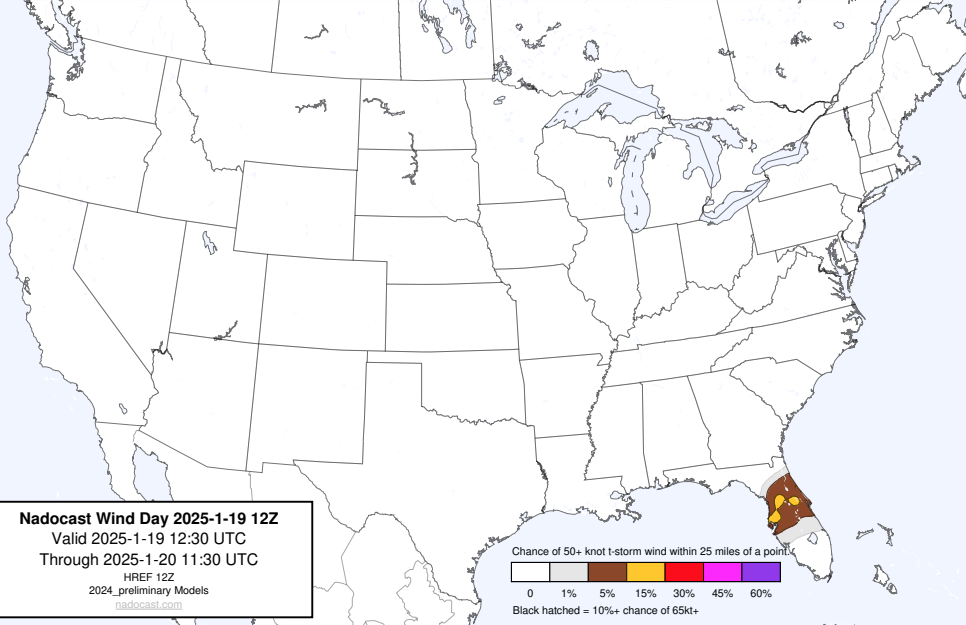 Nadocast Wind Day 2025-1-19 12Z
Valid 2025-1-19 12:30 UTC
Through 2025-1-20 11:30 UTC
HREF 12Z
2024_preliminary Models
nadocast.com
Chance of 50+ knot t-storm wind within 25 miles of a point.
0 1% 5% 15% 30% 45% 60%
Black hatched = 10%+ chance of 65kt+